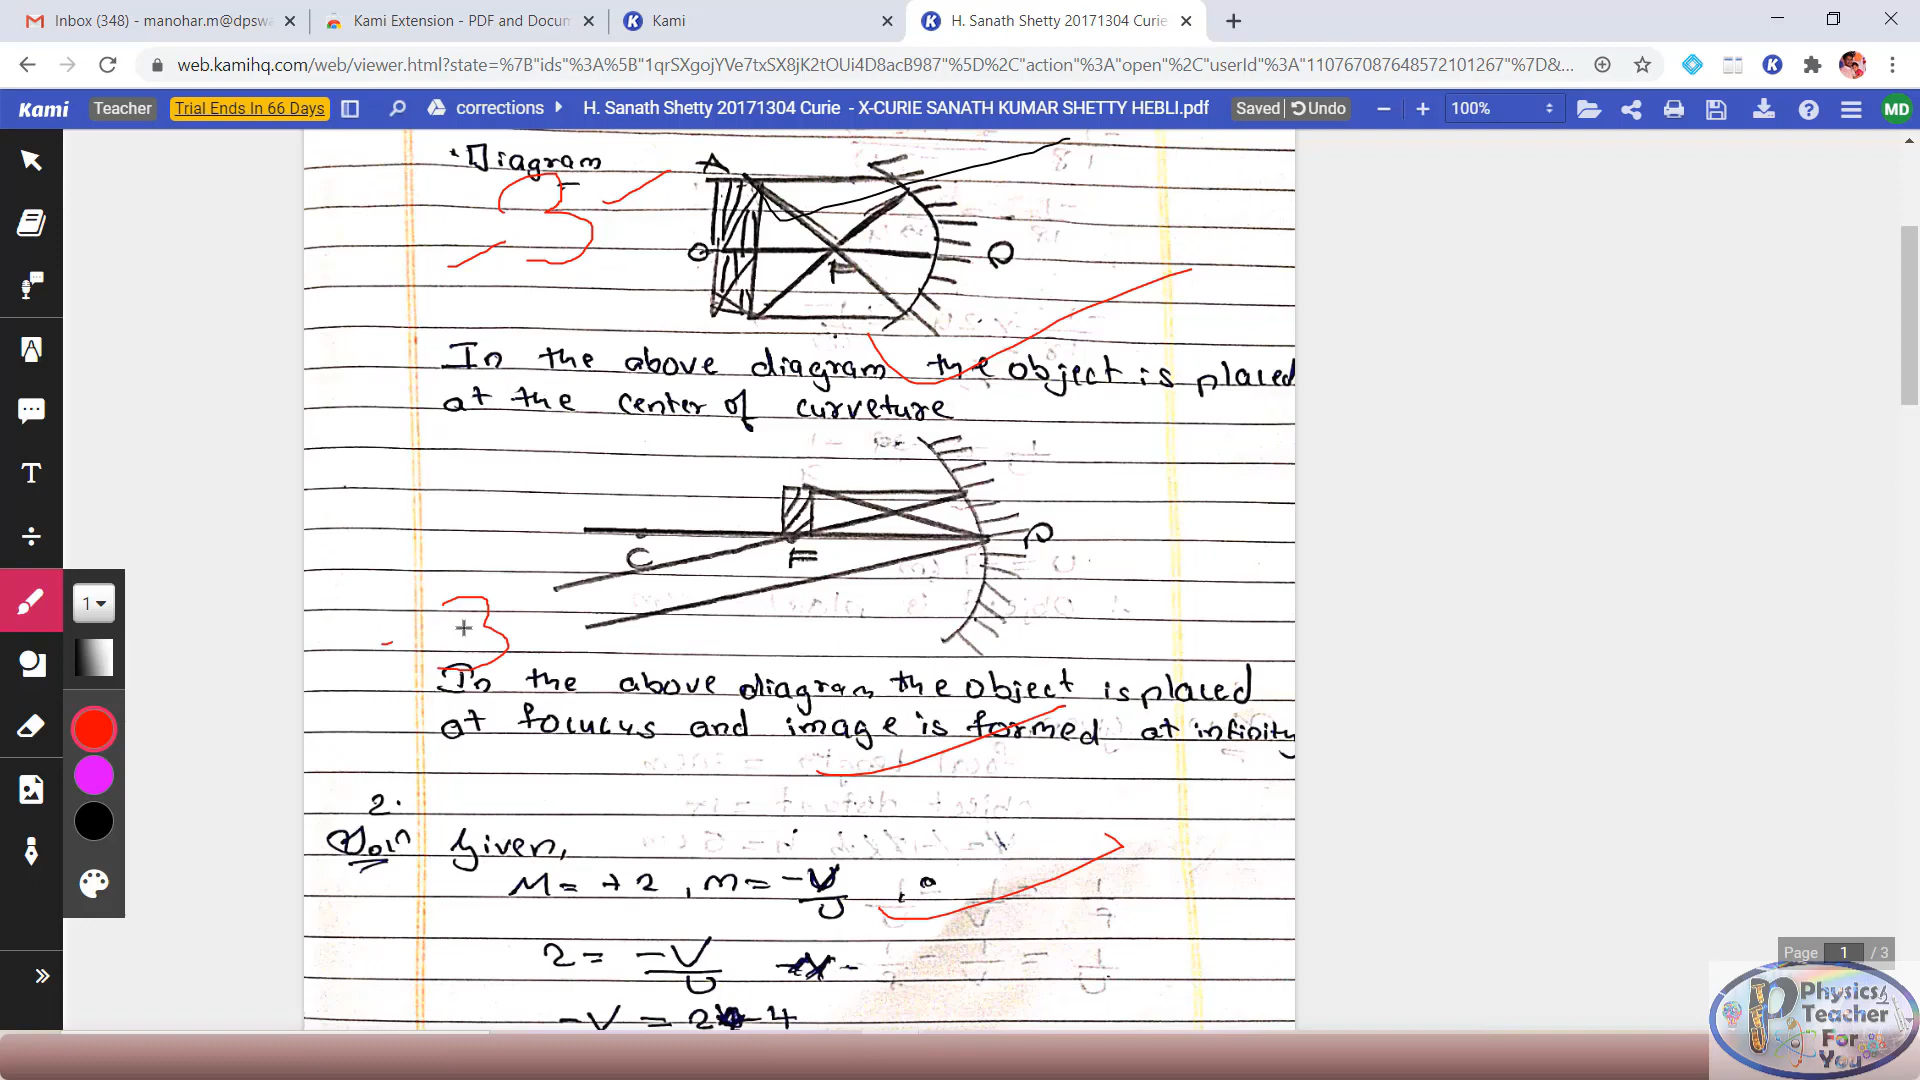 Inbox (348) - manohar.m@dpswa
Kami Extension - PDF and Docum
Kami
H. Sanath Shetty 20171304 Curie
web.kamihq.com/web/viewer.html?state=%7B"ids"%3A%5B"1qrSXgojYVe7txSX8jK2tOUi4D8acB987"%5D%2C"action"%3A"open"%2C"userId"%3A"110767087648572101267"%7D&...
Kami
Teacher
Trial Ends In 66 Days
corrections
H. Sanath Shetty 20171304 Curie - X-CURIE SANATH KUMAR SHETTY HEBLI.pdf
Saved
Undo
100%
MD
Diagram
A
3
P
F
In the above diagram the object is placed
at the center of curveture
C
F
P
3
In the above diagram the object is placed
at focucus and image is formed at infinity
2.
Soln Given,
M = +2, m = -V
U
2 = -V
U
-V = 2
4
1
Page 1 / 3
Physics
Teacher
For
You